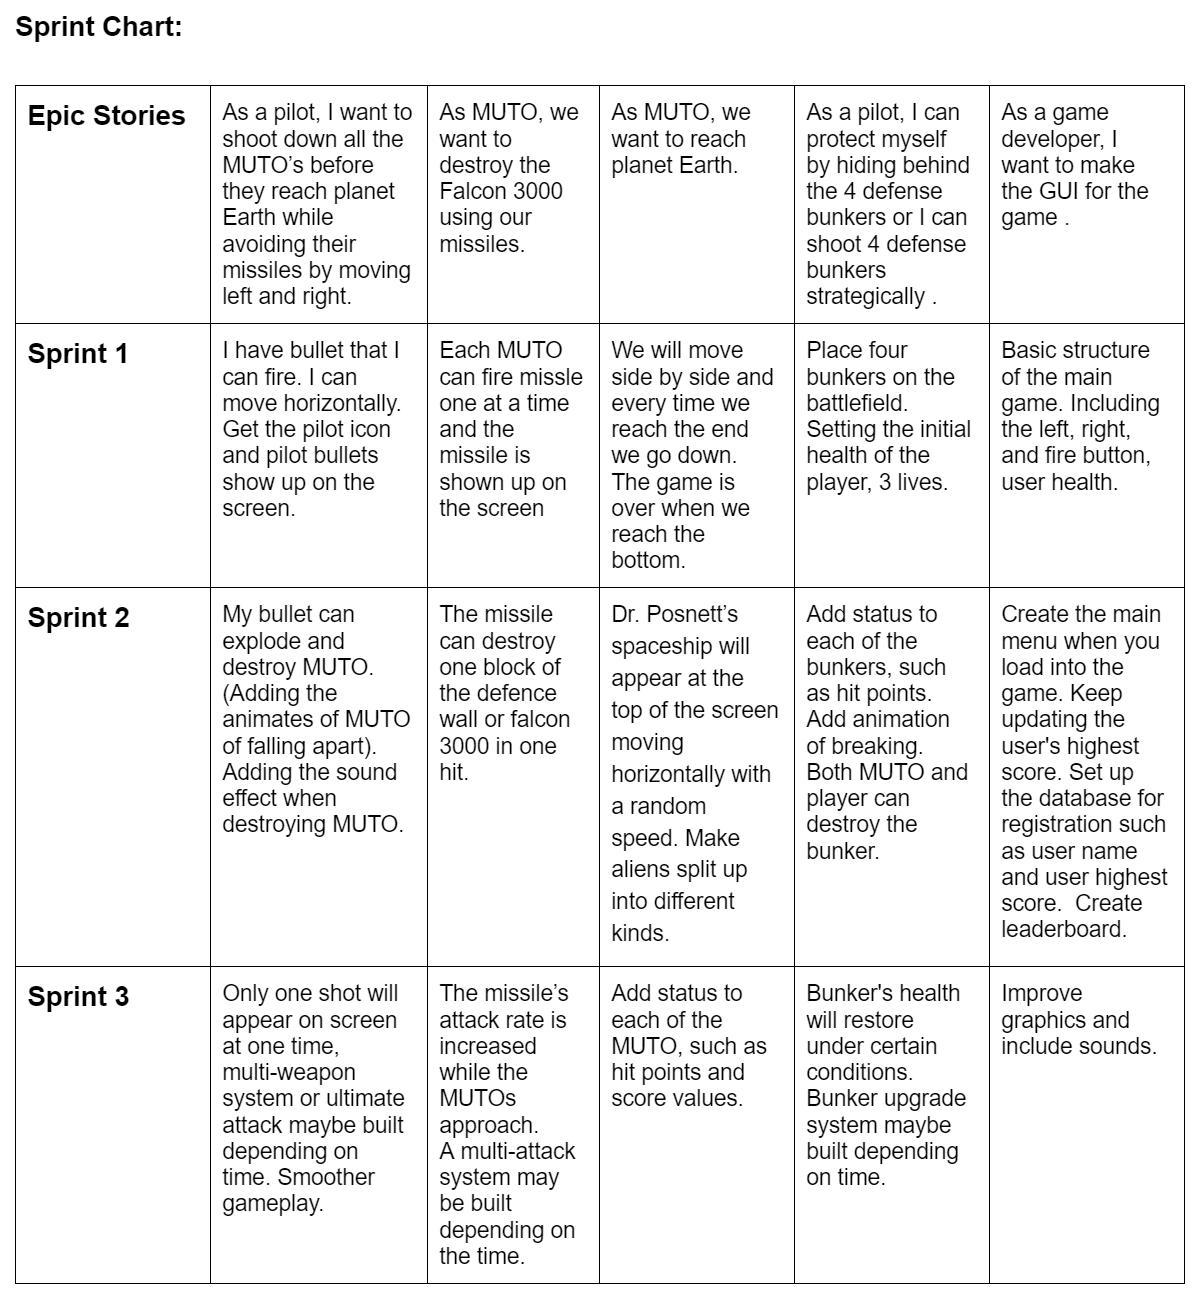 Sprint Chart:
Epic Stories
As a pilot, I want to
shoot down all the
MUTO’s before
they reach planet
Earth while
avoiding their
missiles by moving
left and right.
As MUTO, we
want to
destroy the
Falcon 3000
using our
missiles.
As MUTO, we
want to reach
planet Earth.
As a pilot, I can
protect myself
by hiding behind
the 4 defense
bunkers or I can
shoot 4 defense
bunkers
strategically .
As a game
developer, I
want to make
the GUI for the
game .
Sprint 1
I have bullet that I
can fire. I can
move horizontally.
Get the pilot icon
and pilot bullets
show up on the
screen.
Each MUTO
can fire missle
one at a time
and the
missile is
shown up on
the screen
We will move
side by side and
every time we
reach the end
we go down.
The game is
over when we
reach the
bottom.
Place four
bunkers on the
battlefield.
Setting the initial
health of the
player, 3 lives.
Basic structure
of the main
game. Including
the left, right,
and fire button,
user health.
Sprint 2
My bullet can
explode and
destroy MUTO.
(Adding the
animates of MUTO
of falling apart).
Adding the sound
effect when
destroying MUTO.
The missile
can destroy
one block of
the defence
wall or falcon
3000 in one
hit.
Dr. Posnett’s
spaceship will
appear at the
top of the screen
moving
horizontally with
a random
speed. Make
aliens split up
into different
kinds.
Add status to
each of the
bunkers, such
as hit points.
Add animation
of breaking.
Both MUTO and
player can
destroy the
bunker.
Create the main
menu when you
load into the
game. Keep
updating the
user's highest
score. Set up
the database for
registration such
as user name
and user highest
score.  Create
leaderboard.
Sprint 3
Only one shot will
appear on screen
at one time,
multi-weapon
system or ultimate
attack maybe built
depending on
time. Smoother
gameplay.
The missile’s
attack rate is
increased
while the
MUTOs
approach.
A multi-attack
system may
be built
depending on
the time.
Add status to
each of the
MUTO, such as
hit points and
score values.
Bunker's health
will restore
under certain
conditions.
Bunker upgrade
system maybe
built depending
on time.
Improve
graphics and
include sounds.